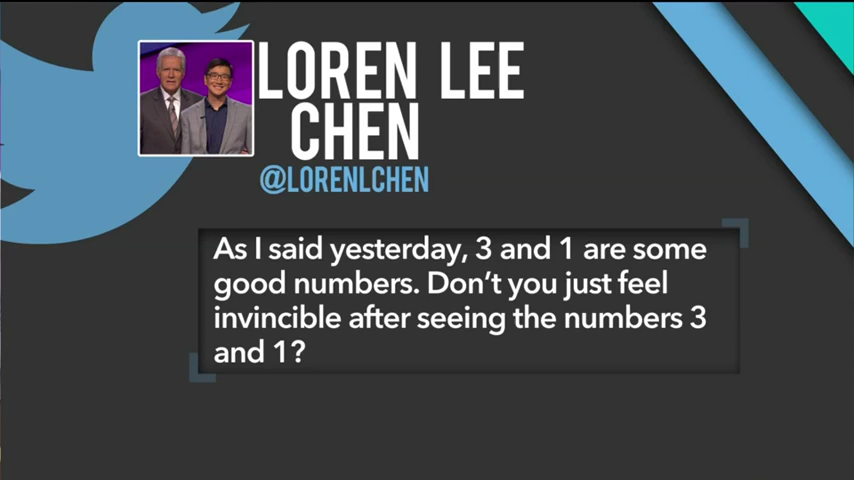 LOREN LEE
CHEN
@LORENLCHEN
As I said yesterday, 3 and 1 are some
good numbers. Don't you just feel
invincible after seeing the numbers 3
and 1?